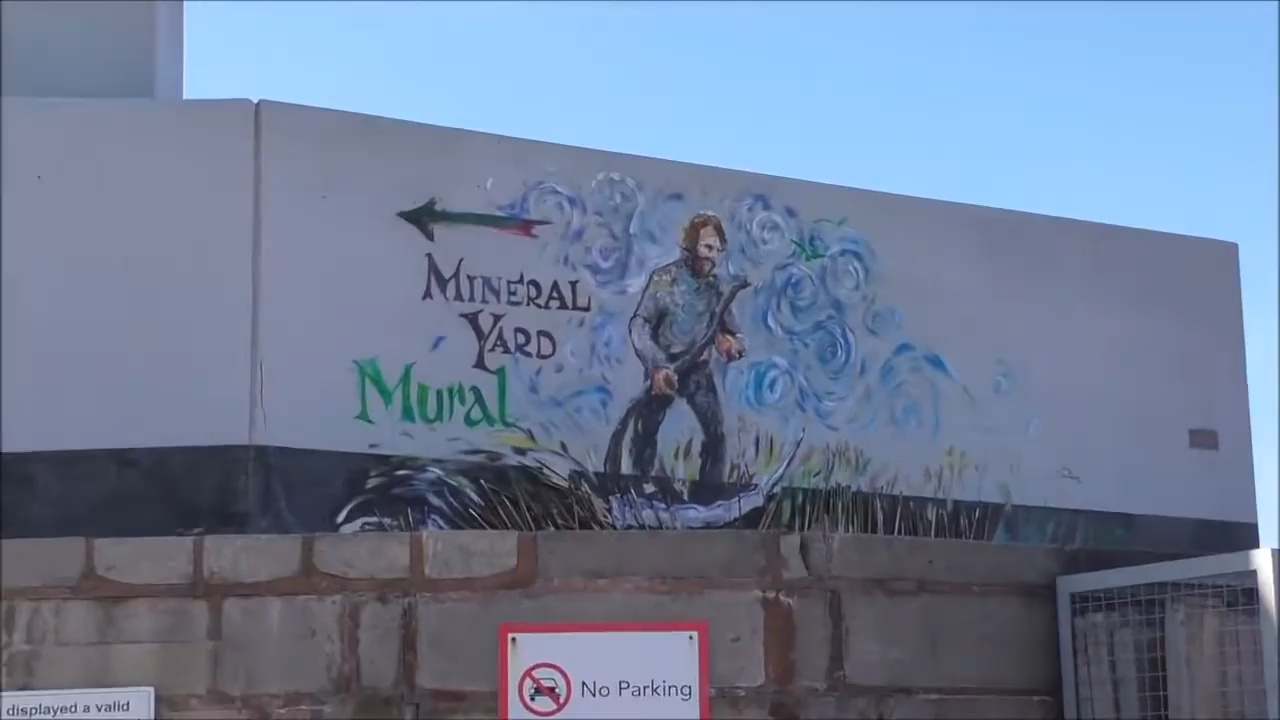 MINERAL
YARD
Mural
No Parking
displayed a valid